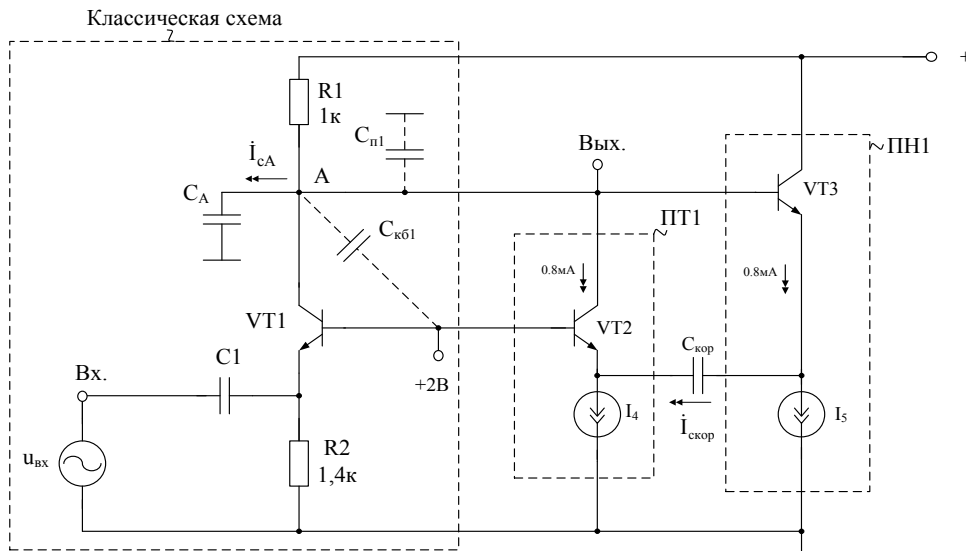 Классическая схема
+
R1
1к
Cп1
Вых.
ПН1
İcA
A
VT3
CA
Cкб1
ПТ1
0.8мА
0.8мА
VT1
VT2
C1
Cкор
Вх.
+2В
I4
I5
İскор
R2
uвх
1,4к